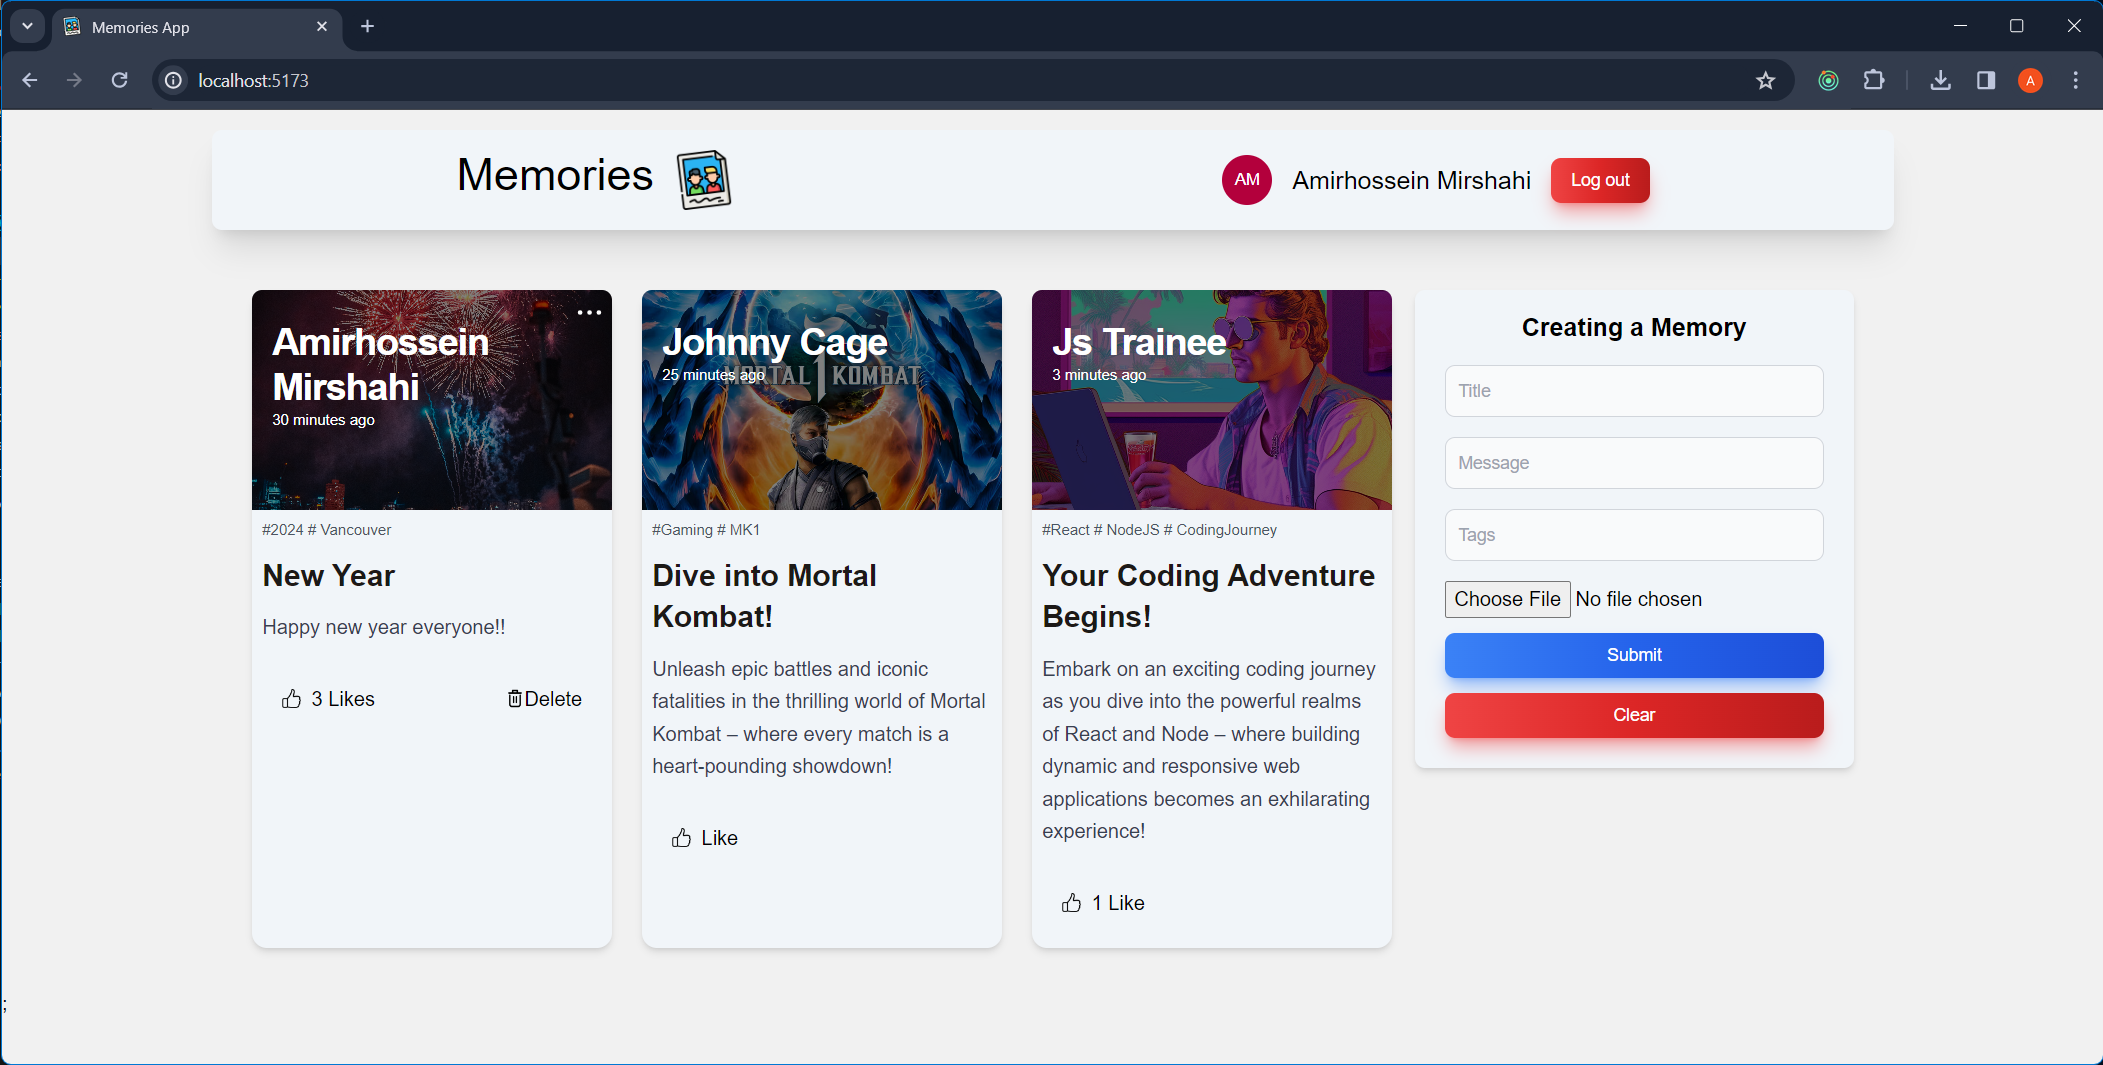 Memories App
localhost:5173
A
Memories
AM
Amirhossein Mirshahi
Log out
Amirhossein
Mirshahi
30 minutes ago
#2024 # Vancouver
New Year
Happy new year everyone!!
3 Likes
Delete
Johnny Cage
25 minutes ago
MORTAL 1 KOMBAT
#Gaming # MK1
Dive into Mortal
Kombat!
Unleash epic battles and iconic
fatalities in the thrilling world of Mortal
Kombat – where every match is a
heart-pounding showdown!
Like
Js Trainee
3 minutes ago
#React # NodeJS # CodingJourney
Your Coding Adventure
Begins!
Embark on an exciting coding journey
as you dive into the powerful realms
of React and Node – where building
dynamic and responsive web
applications becomes an exhilarating
experience!
1 Like
Creating a Memory
Title
Message
Tags
Choose File No file chosen
Submit
Clear
;